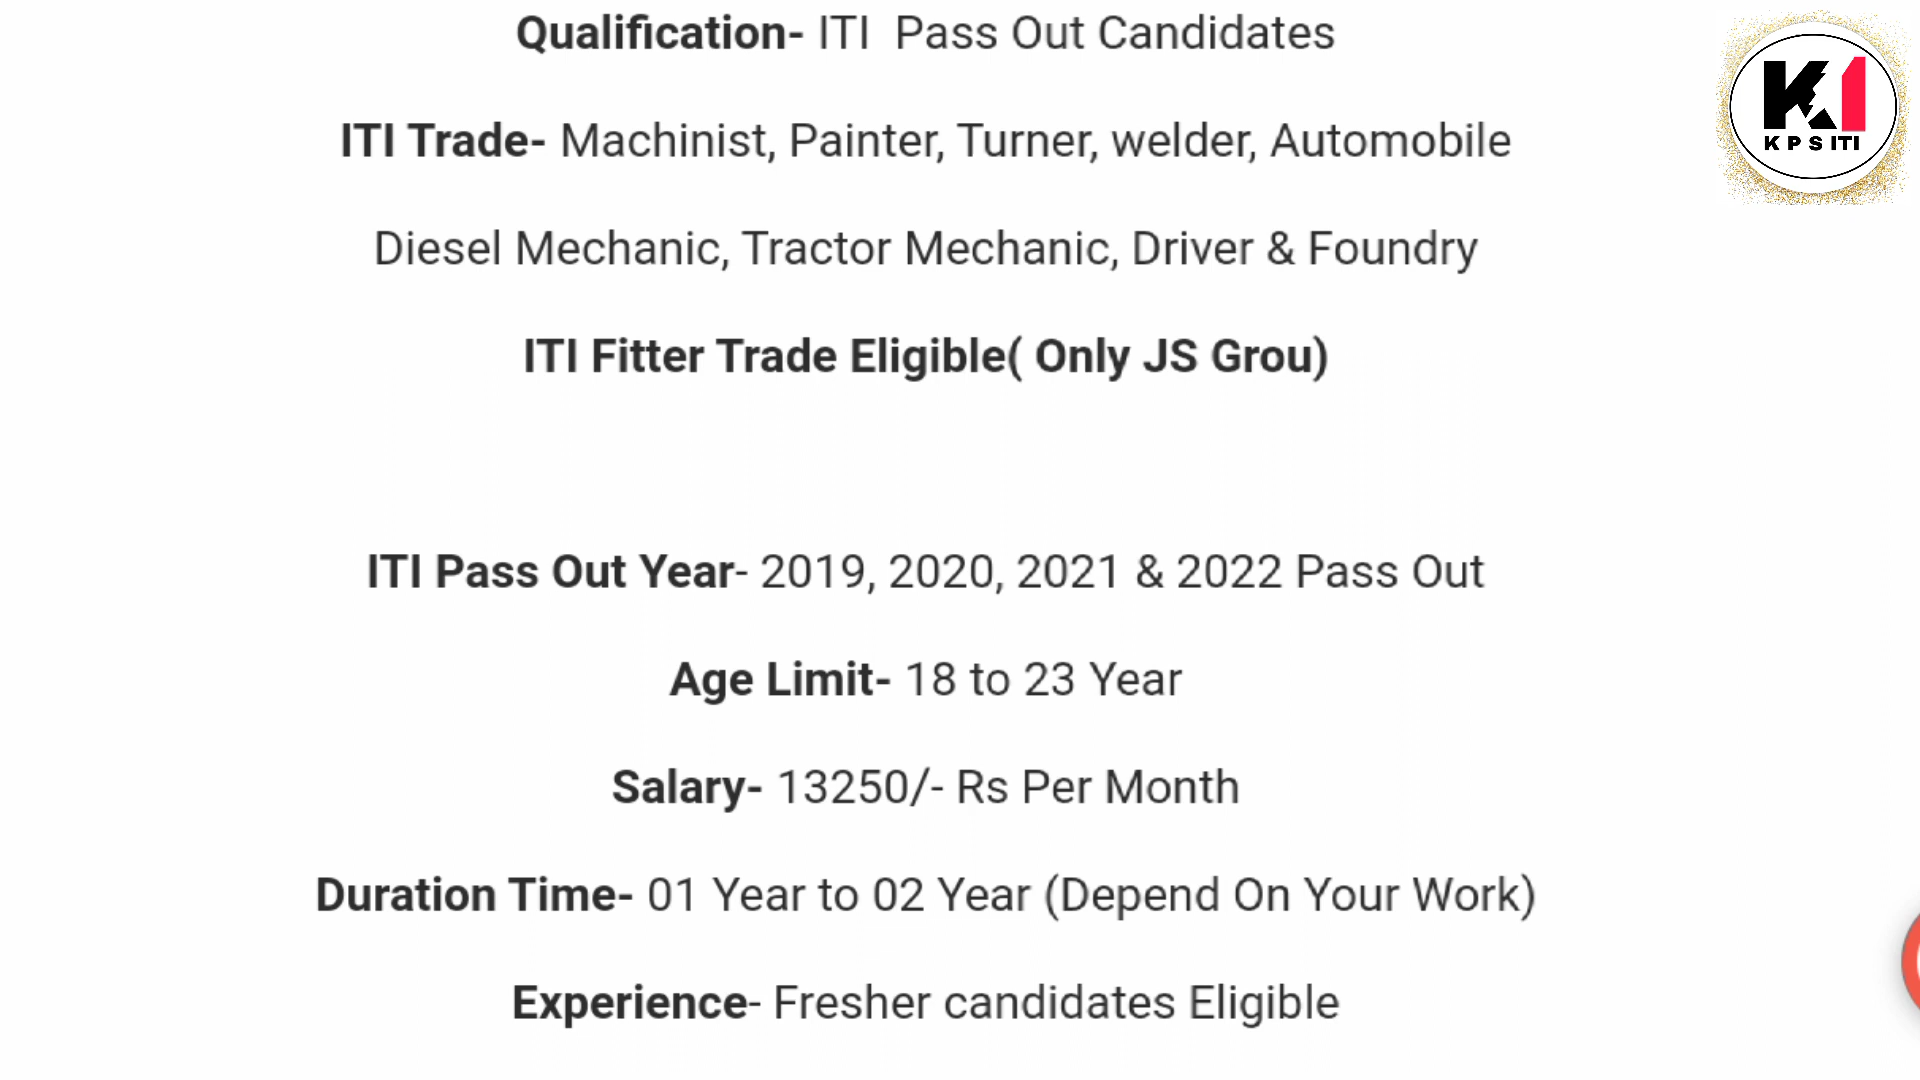 Qualification- ITI  Pass Out Candidates
K1
K P S ITI
ITI Trade- Machinist, Painter, Turner, welder, Automobile
Diesel Mechanic, Tractor Mechanic, Driver & Foundry
ITI Fitter Trade Eligible( Only JS Grou)
ITI Pass Out Year- 2019, 2020, 2021 & 2022 Pass Out
Age Limit- 18 to 23 Year
Salary- 13250/- Rs Per Month
Duration Time- 01 Year to 02 Year (Depend On Your Work)
Experience- Fresher candidates Eligible